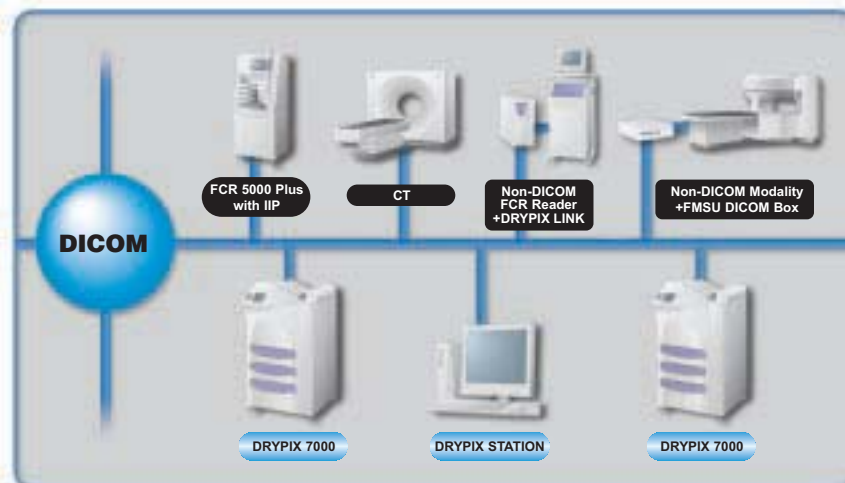 FCR 5000 Plus
with IIP
CT
Non-DICOM
FCR Reader
+DRYPIX LINK
Non-DICOM Modality
+FMSU DICOM Box
DICOM
DRYPIX 7000
DRYPIX STATION
DRYPIX 7000